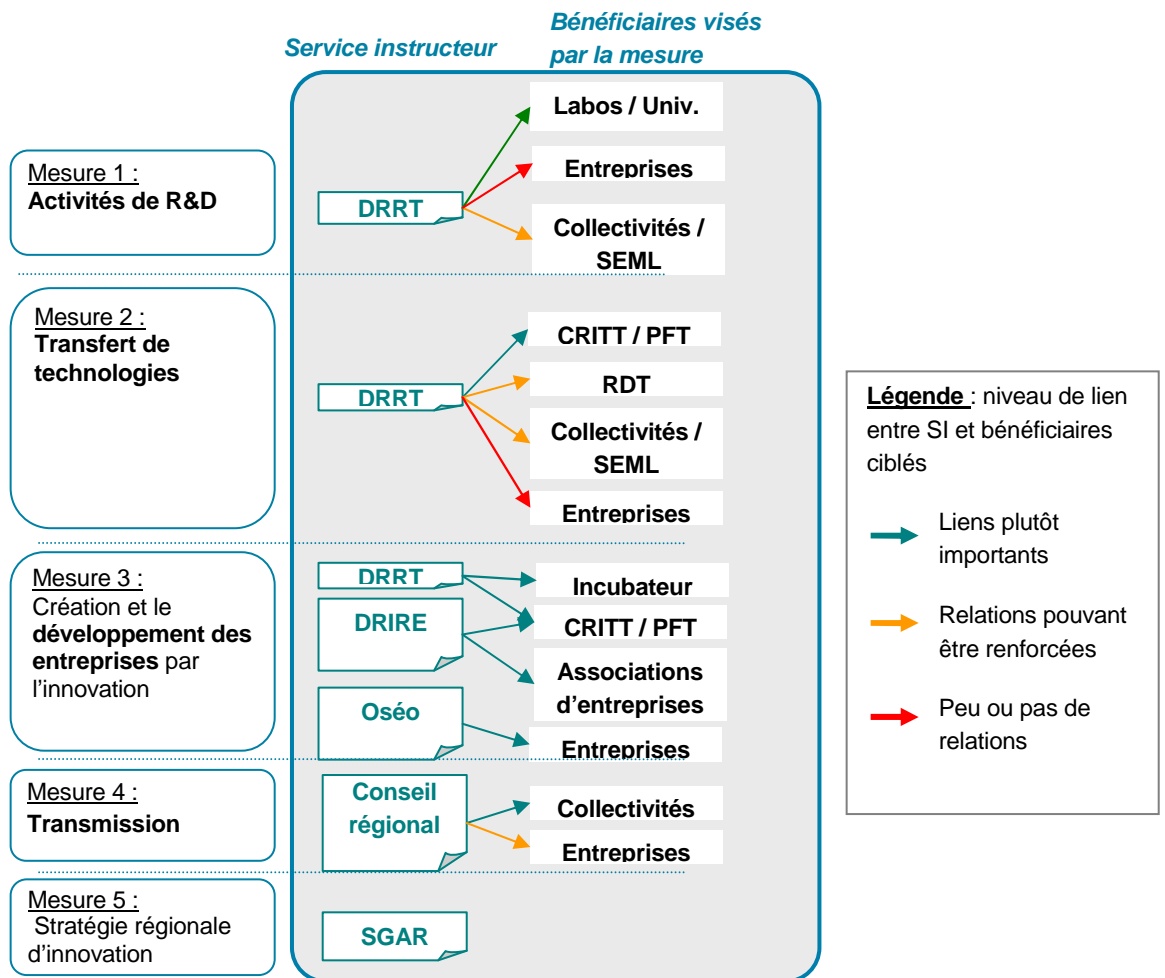 Service instructeur
Bénéficiaires visés
par la mesure
Mesure 1 :
Activités de R&D
DRRT
Labos / Univ.
Entreprises
Collectivités /
SEML
Mesure 2 :
Transfert de
technologies
DRRT
CRITT / PFT
RDT
Collectivités /
SEML
Entreprises
Mesure 3 :
Création et le
développement des
entreprises par
l'innovation
DRRT
DRIRE
Oséo
Incubateur
CRITT / PFT
Associations
d'entreprises
Entreprises
Mesure 4 :
Transmission
Conseil
régional
Collectivités
Entreprises
Mesure 5 :
Stratégie régionale
d'innovation
SGAR
Légende : niveau de lien
entre SI et bénéficiaires
ciblés
Liens plutôt
importants
Relations pouvant
être renforcées
Peu ou pas de
relations